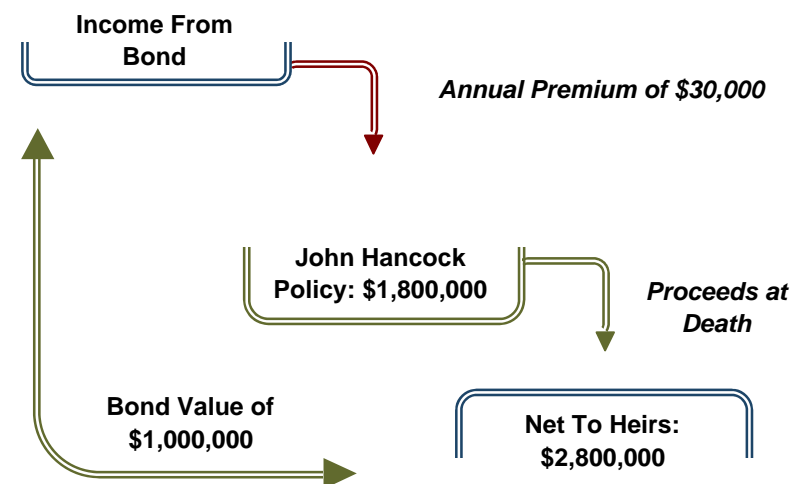 Income From
Bond
Annual Premium of $30,000
John Hancock
Policy: $1,800,000
Proceeds at
Death
Bond Value of
$1,000,000
Net To Heirs:
$2,800,000